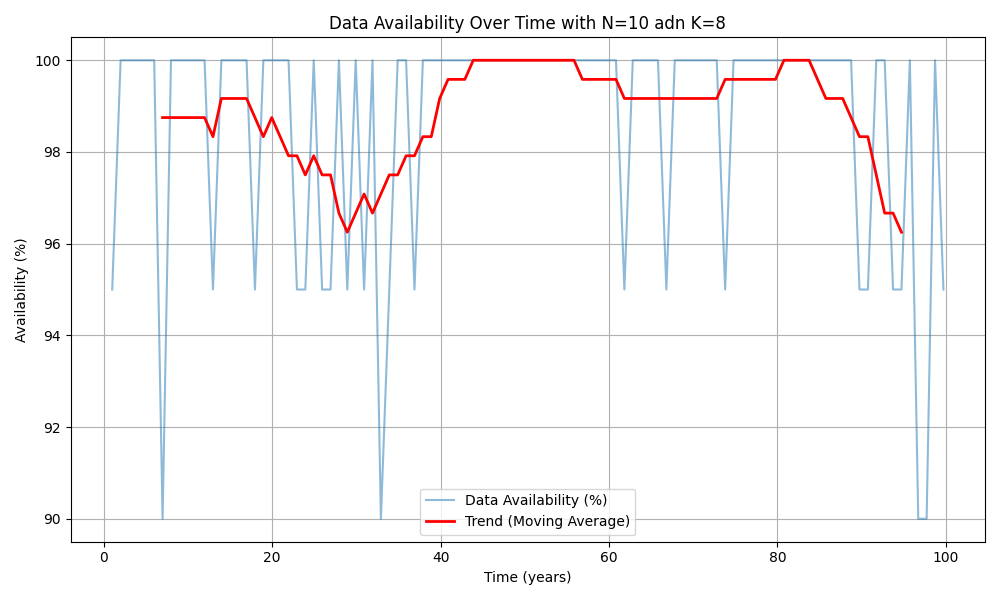 Data Availability Over Time with N=10 adn K=8
100
98
96
94
92
90
Availability (%)
Data Availability (%)
Trend (Moving Average)
0
20
40
60
80
100
Time (years)